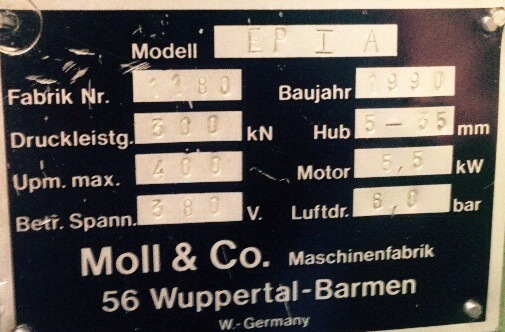 Modell EPIA
Fabrik Nr. 1180 Baujahr 1990
Druckleistg. 300 kN Hub 5-35 mm
Upm. max. 400 Motor 5,5 kW
Betr. Spann. 380 V. Luftdr. 6,0 bar
Moll & Co. Maschinenfabrik
56 Wuppertal-Barmen
W.-Germany